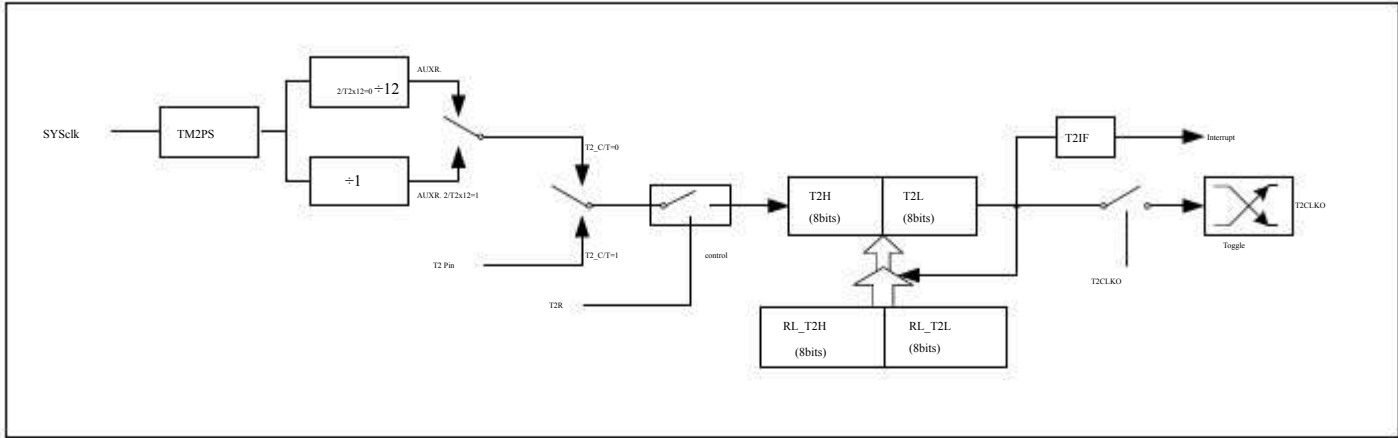 AUXR.
2/T2x12=0 ÷12
SYSclk
TM2PS
T2IF
Interrupt
T2_C/T=0
÷1
AUXR. 2/T2x12=1
T2H
(8bits)
T2L
(8bits)
T2CLKO
Toggle
T2 Pin
T2_C/T=1
control
T2CLKO
T2R
RL_T2H
(8bits)
RL_T2L
(8bits)